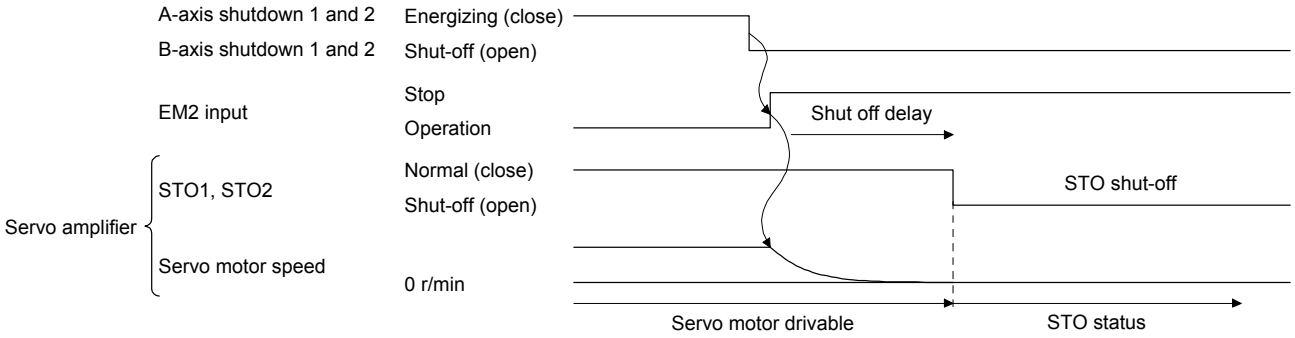 A-axis shutdown 1 and 2
Energizing (close)
B-axis shutdown 1 and 2
Shut-off (open)
EM2 input
Stop
Operation
Shut off delay
Servo amplifier
STO1, STO2
Normal (close)
Shut-off (open)
STO shut-off
Servo motor speed
0 r/min
Servo motor drivable
STO status